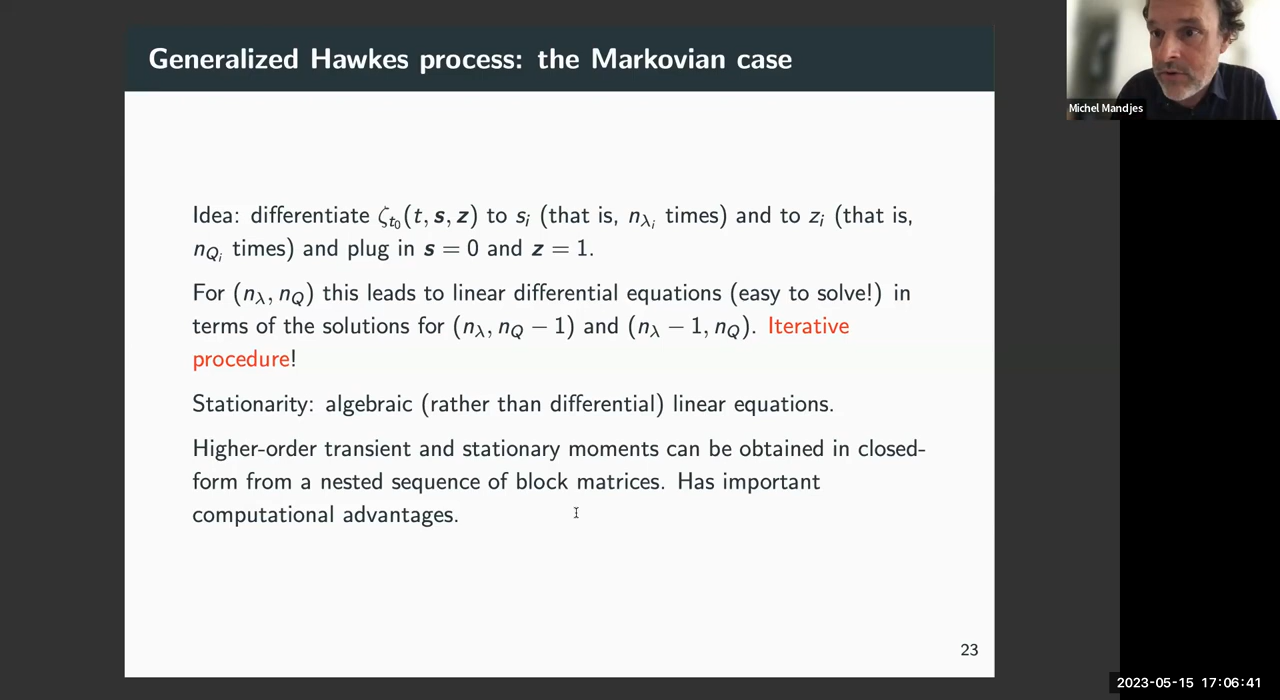 Generalized Hawkes process: the Markovian case
Michel Mandjes
Idea: differentiate ζ_{t_0}(t, s, z) to s_i (that is, n_{λ_i} times) and to z_i (that is,
n_{Q_i} times) and plug in s = 0 and z = 1.
For (n_λ, n_Q) this leads to linear differential equations (easy to solve!) in
terms of the solutions for (n_λ, n_Q − 1) and (n_λ − 1, n_Q). Iterative
procedure!
Stationarity: algebraic (rather than differential) linear equations.
Higher-order transient and stationary moments can be obtained in closed-
form from a nested sequence of block matrices. Has important
computational advantages.
23
2023-05-15 17:06:41